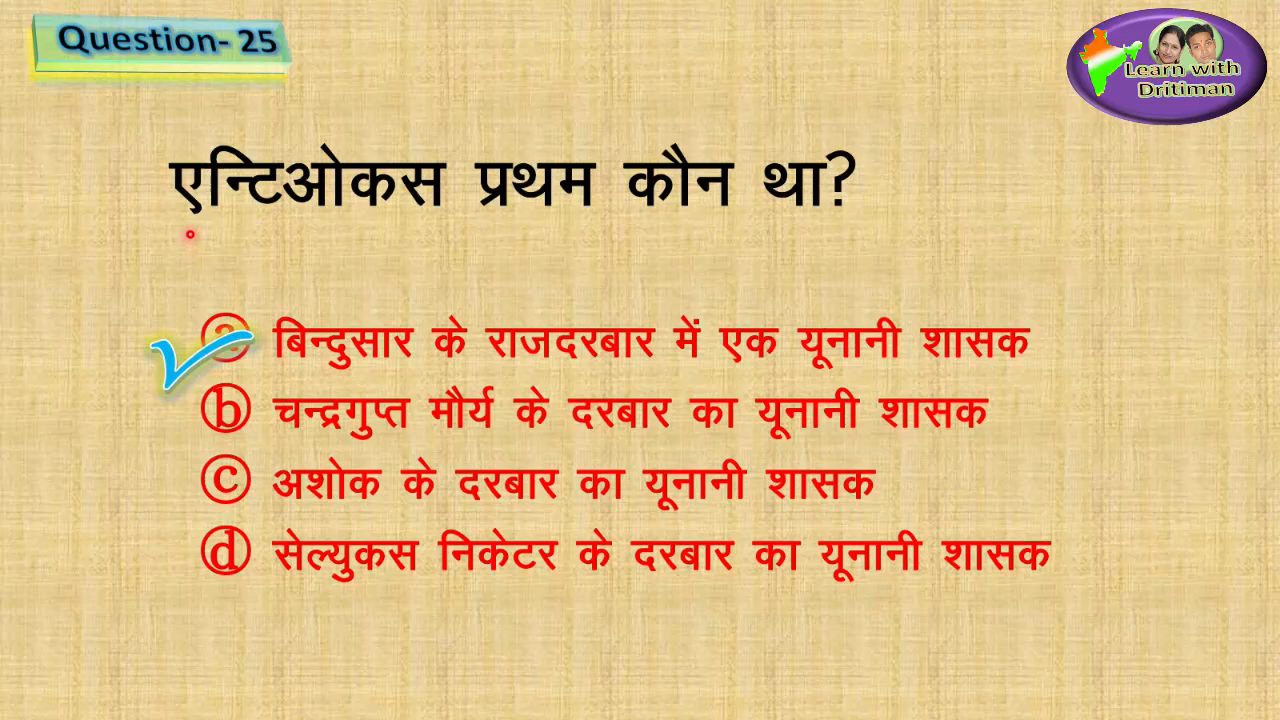 Question- 25
Learn with
Dritiman
एन्टिओकस प्रथम कौन था?
ⓐ बिन्दुसार के राजदरबार में एक यूनानी शासक
ⓑ चन्द्रगुप्त मौर्य के दरबार का यूनानी शासक
ⓒ अशोक के दरबार का यूनानी शासक
ⓓ सेल्युकस निकेटर के दरबार का यूनानी शासक